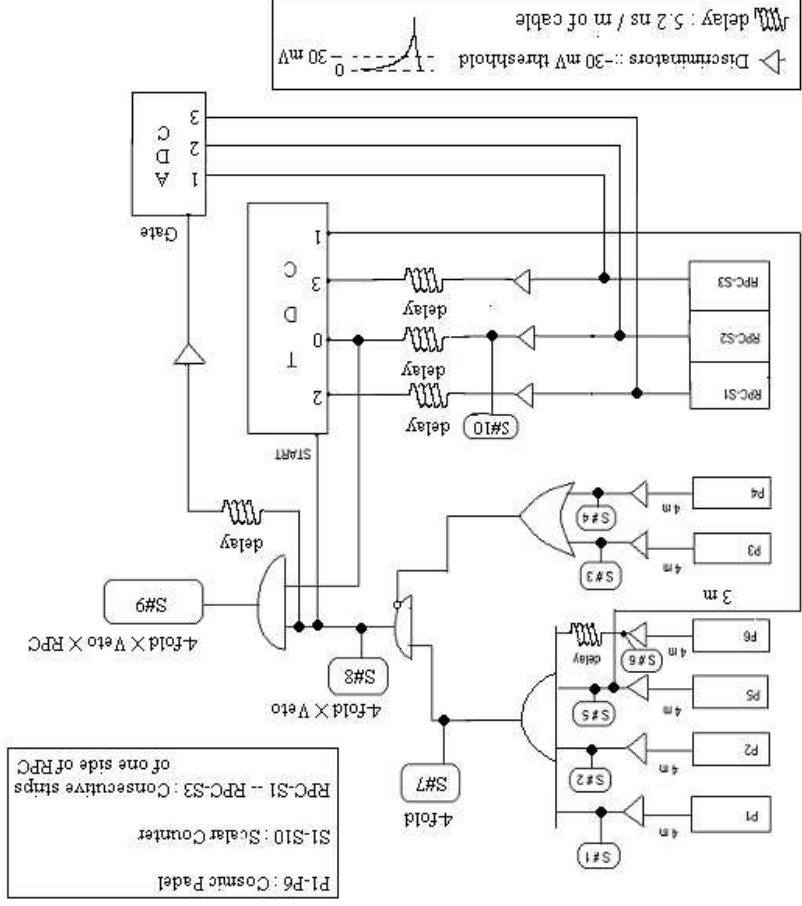 P1-P6 : Cosmic Padel
S1-S10 : Scalar Counter
RPC-S1 -- RPC-S3 : Consecutive strips
of one side of RPC
S#1
P1
4 m
4-fold
S#7
S#2
P2
4 m
S#5
P5
4 m
4-fold X Veto
S#8
S#6
P6
4 m
delay
4-fold X Veto X RPC
S#9
3 m
S#3
P3
4 m
S#4
P4
4 m
delay
START
S#10
delay
RPC-S1
2
delay
RPC-S2
0
delay
RPC-S3
3
1
T
D
C
Gate
1
2
3
A
D
C
Discriminators ::-30 mV threshhold
0
30 mV
delay : 5.2 ns / m of cable